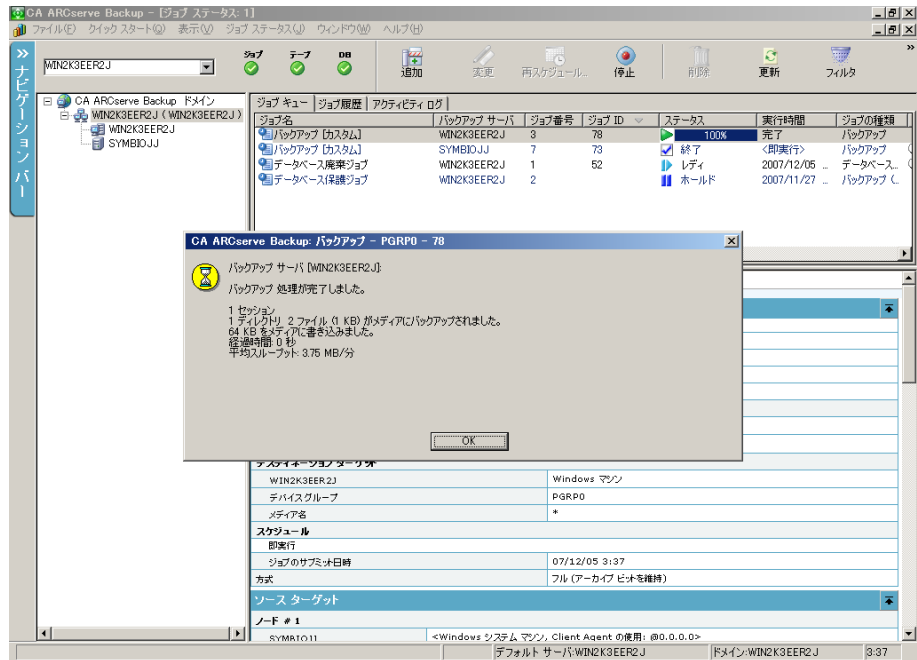 CA ARCserve Backup - [ジョブ ステータス: 1]
ファイル(F) クイック スタート(Q) 表示(V) ジョブ ステータス(J) ウィンドウ(W) ヘルプ(H)
ナビゲーション バー
WIN2K3EER2J
ジョブ テープ DB
追加 変更 再スケジュール... 停止 削除 更新 フィルタ
CA ARCserve Backup ドメイン
WIN2K3EER2J ( WIN2K3EER2J )
WIN2K3EER2J
SYMBIOJJ
ジョブ キュー ジョブ履歴 アクティビティ ログ
ジョブ名 バックアップ サーバ ジョブ番号 ジョブ ID ステータス 実行時間 ジョブの種類
バックアップ [カスタム] WIN2K3EER2J 3 78 100% 完了 バックアップ
バックアップ [カスタム] SYMBIOJJ 7 73 終了 <即実行> バックアップ
データベース廃棄ジョブ WIN2K3EER2J 1 52 レディ 2007/12/05 ... データベース...
データベース保護ジョブ WIN2K3EER2J 2 ホールド 2007/11/27 ... バックアップ (...
CA ARCserve Backup: バックアップ - PGRP0 - 78
バックアップ サーバ [WIN2K3EER2J]:
バックアップ 処理が完了しました。
1 セッション
1 ディレクトリ 2 ファイル (1 KB) がメディアにバックアップされました。
64 KB をメディアに書き込みました。
経過時間: 0 秒
平均スループット: 3.75 MB/分
OK
デスティネーション ターゲット
WIN2K3EER2J Windows マシン
デバイスグループ PGRP0
メディア名 *
スケジュール
即実行
ジョブのサブミット日時 07/12/05 3:37
方式 フル (アーカイブ ビットを維持)
ソース ターゲット
ノード # 1
SYMBIOJJ <Windows システム マシン, Client Agent の使用: @0.0.0.0>
デフォルト サーバ:WIN2K3EER2J ドメイン:WIN2K3EER2J 3:37